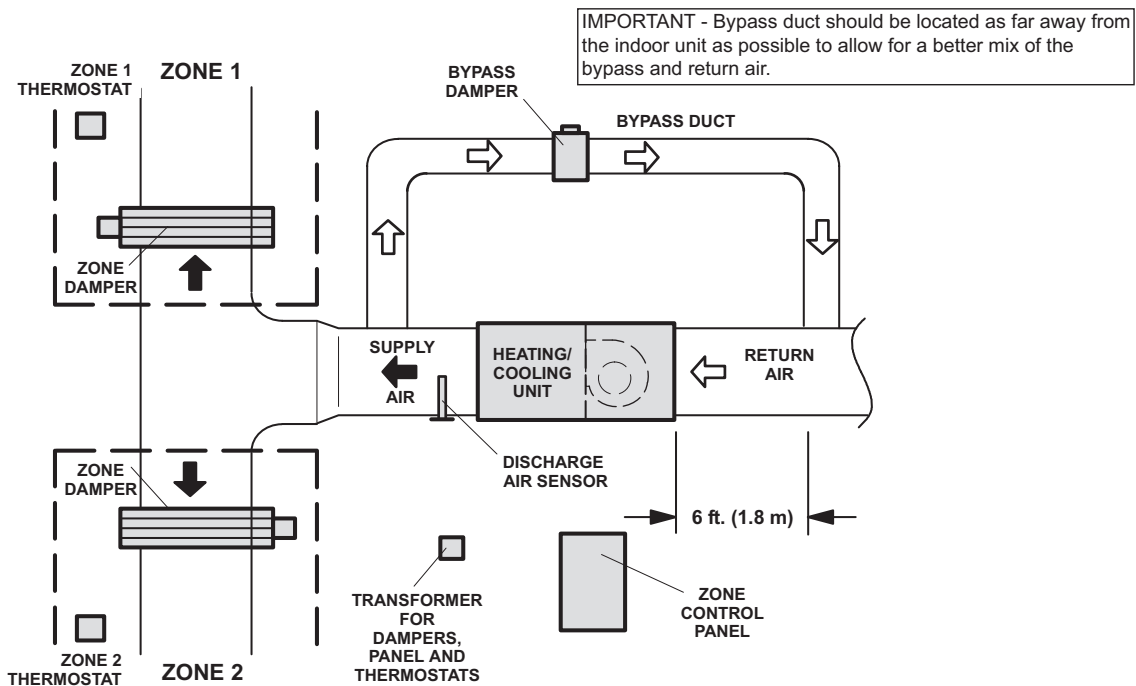 IMPORTANT - Bypass duct should be located as far away from
the indoor unit as possible to allow for a better mix of the
bypass and return air.
ZONE 1
THERMOSTAT
ZONE 1
BYPASS
DAMPER
BYPASS DUCT
ZONE
DAMPER
SUPPLY
AIR
HEATING/
COOLING
UNIT
RETURN
AIR
ZONE
DAMPER
DISCHARGE
AIR SENSOR
6 ft. (1.8 m)
TRANSFORMER
FOR
DAMPERS,
PANEL AND
THERMOSTATS
ZONE
CONTROL
PANEL
ZONE 2
THERMOSTAT
ZONE 2